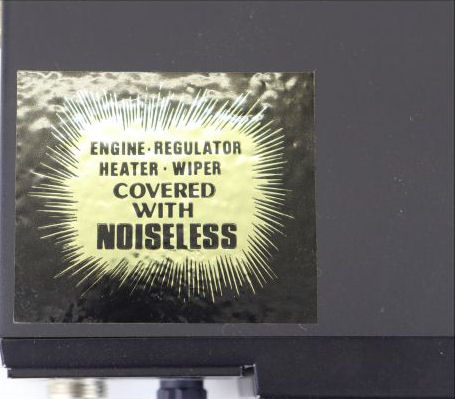 ENGINE·REGULATOR
HEATER·WIPER
COVERED
WITH
NOISELESS